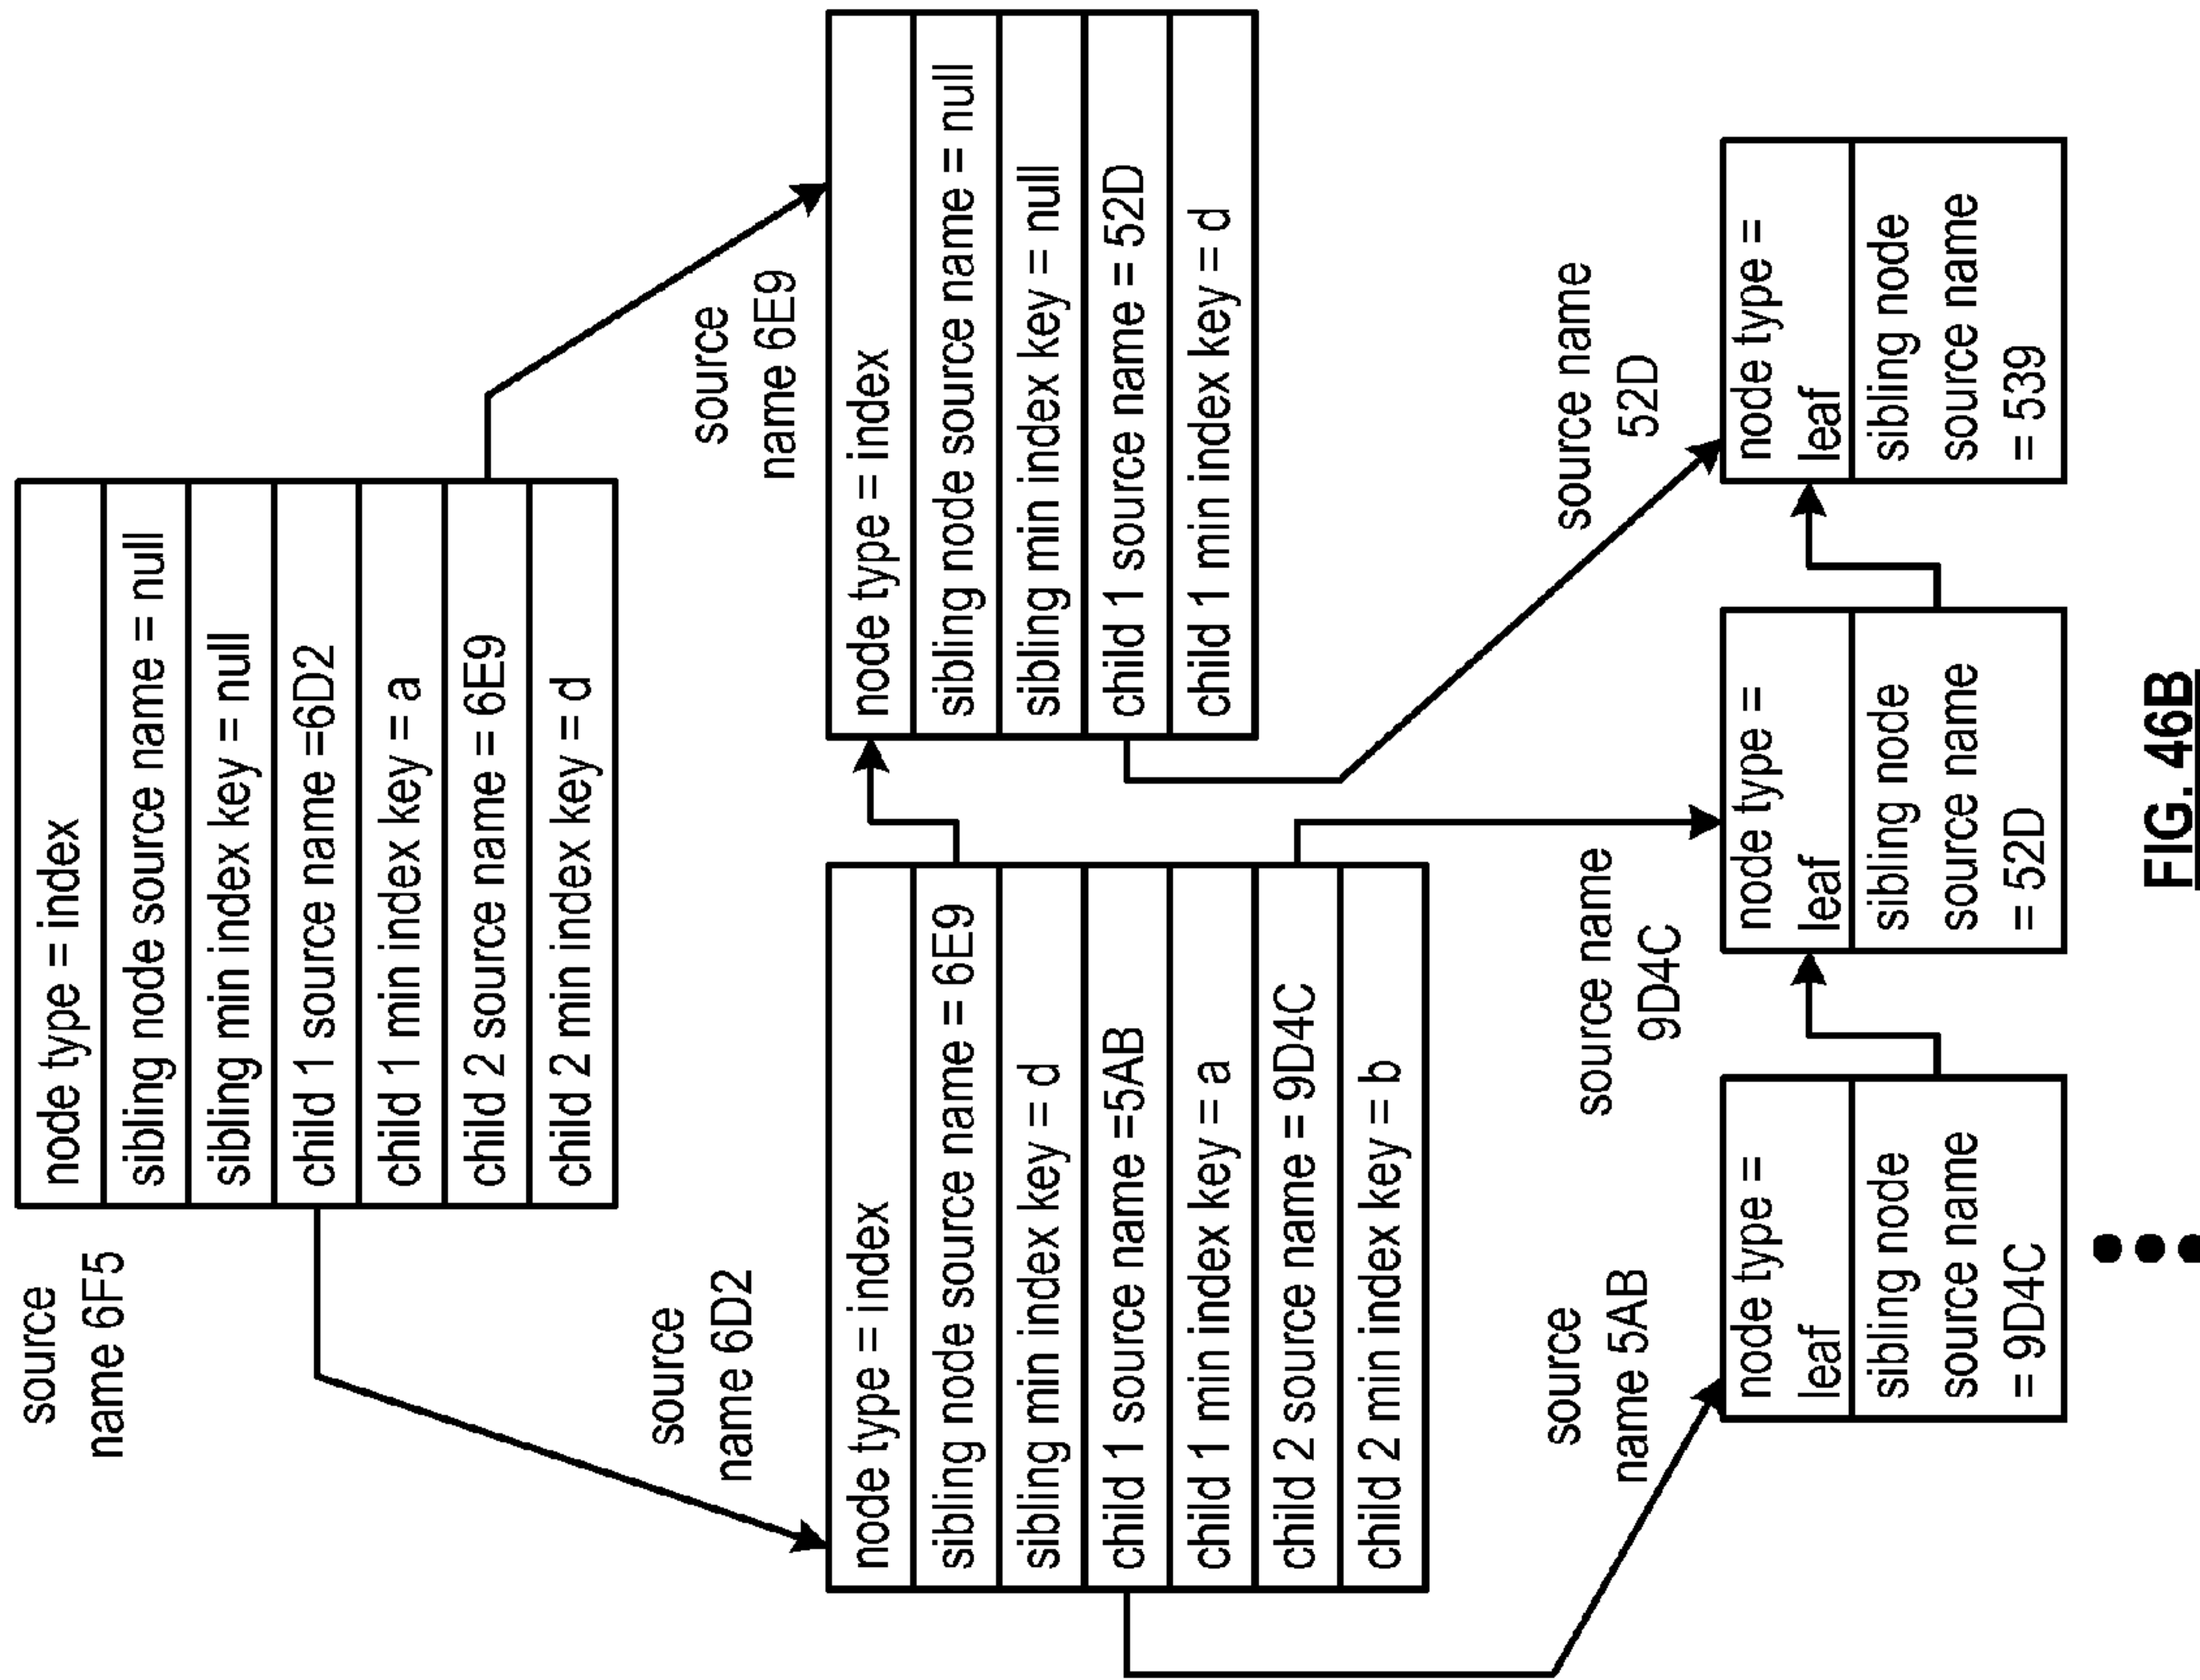 source
name 6F5
node type = index
sibling node source name = null
sibling min index key = null
child 1 source name =6D2
child 1 min index key = a
child 2 source name = 6E9
child 2 min index key = d
source
name 6D2
node type = index
sibling node source name = 6E9
sibling min index key = d
child 1 source name =5AB
child 1 min index key = a
child 2 source name = 9D4C
child 2 min index key = b
source
name 6E9
node type = index
sibling node source name = null
sibling min index key = null
child 1 source name = 52D
child 1 min index key = d
source
name 5AB
node type =
leaf
sibling node
source name
= 9D4C
source name
9D4C
node type =
leaf
sibling node
source name
= 52D
source name
52D
node type =
leaf
sibling node
source name
= 539
FIG. 46B